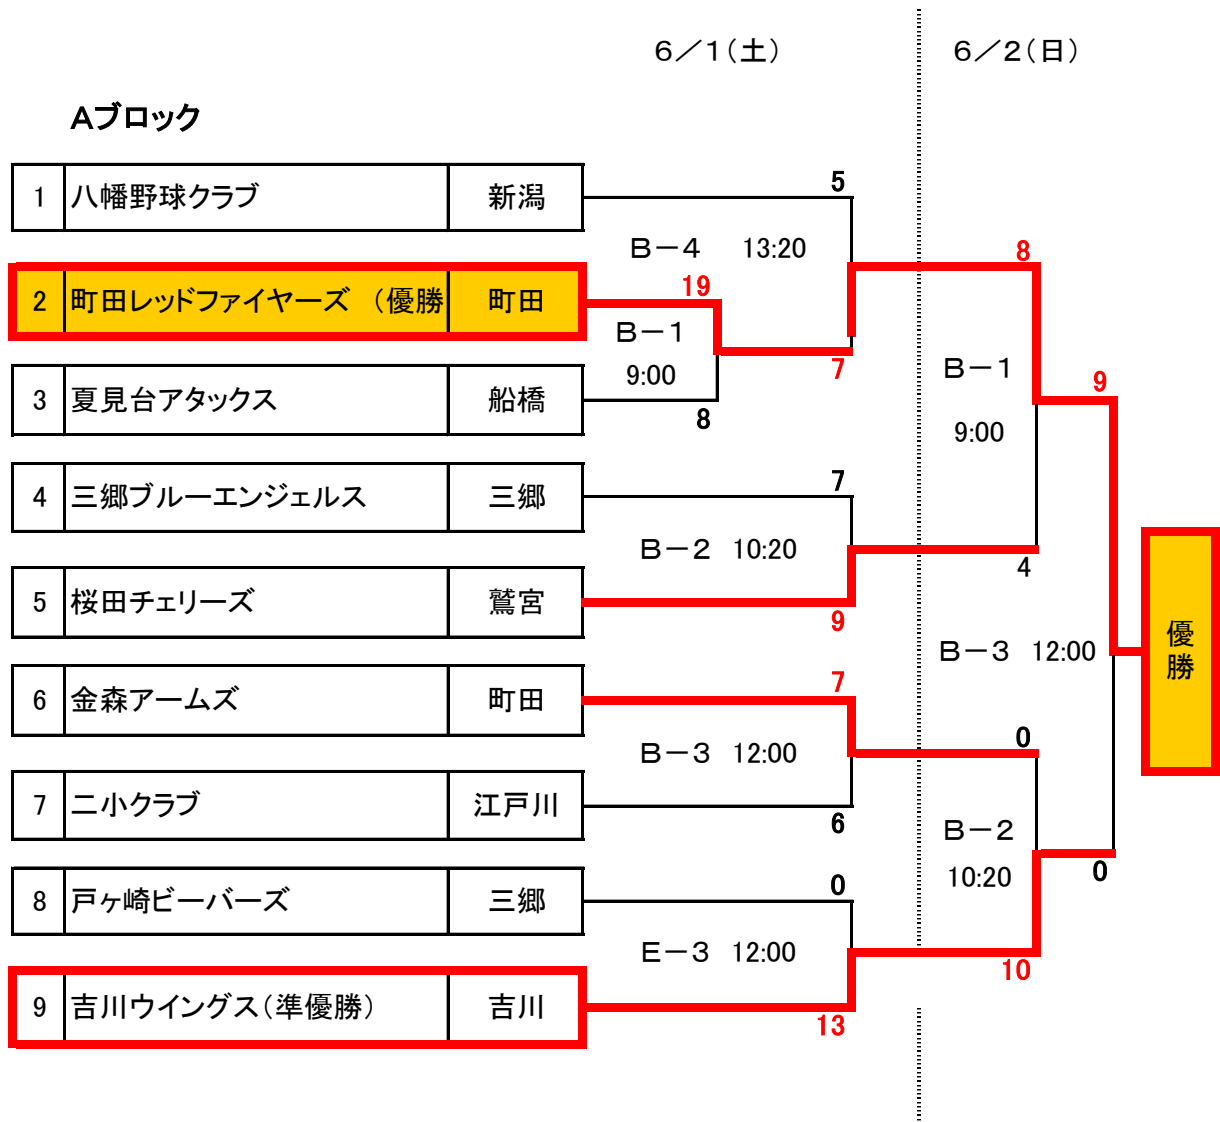 6/1(土)
6/2(日)
Aブロック
1 八幡野球クラブ 新潟
5
B-4 13:20
8
2 町田レッドファイヤーズ (優勝 町田
19
B-1
9:00
7
3 夏見台アタックス 船橋
8
B-1
9:00
9
4 三郷ブルーエンジェルス 三郷
7
B-2 10:20
4
5 桜田チェリーズ 鷲宮
9
B-3 12:00
優勝
6 金森アームズ 町田
7
B-3 12:00
0
7 二小クラブ 江戸川
6
B-2
10:20
0
8 戸ヶ崎ビーバーズ 三郷
0
E-3 12:00
10
9 吉川ウイングス(準優勝) 吉川
13